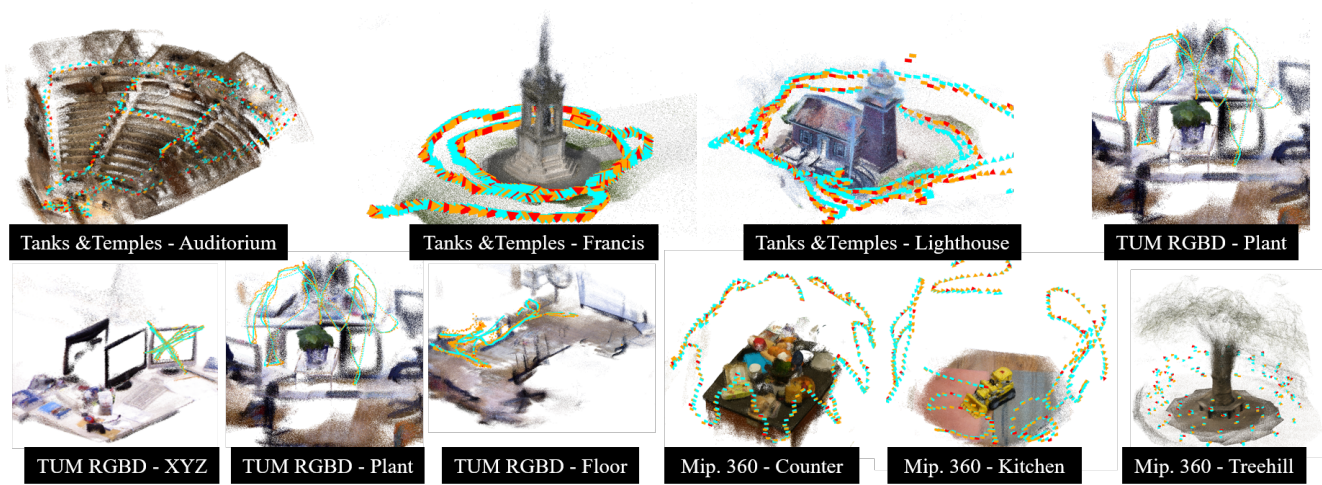 Tanks &Temples - Auditorium
Tanks &Temples - Francis
Tanks &Temples - Lighthouse
TUM RGBD - Plant
TUM RGBD - XYZ
TUM RGBD - Plant
TUM RGBD - Floor
Mip. 360 - Counter
Mip. 360 - Kitchen
Mip. 360 - Treehill